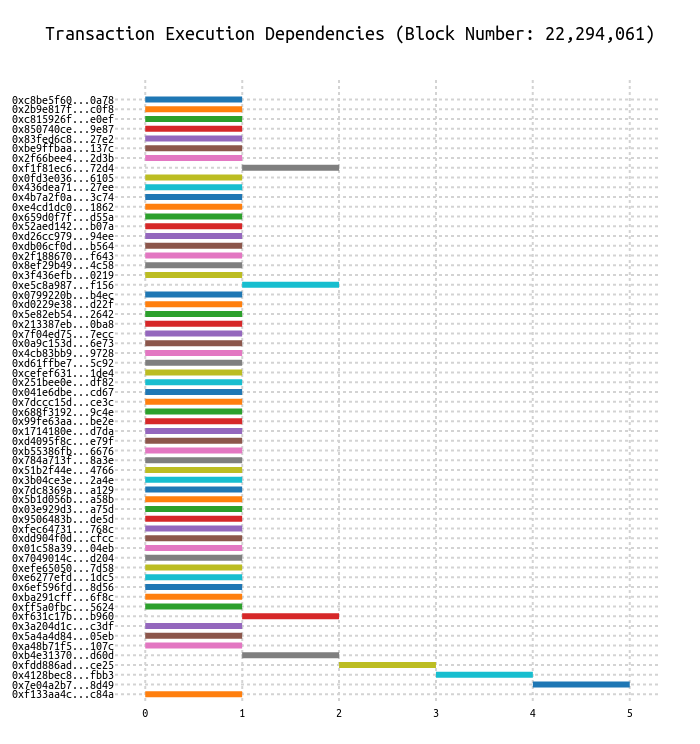 Transaction Execution Dependencies (Block Number: 22,294,061)
0xc8be5f60...0a78
0x2b9e817f...c0f8
0xc815926f...e0ef
0x850740ce...9e87
0x83fed6c8...27e2
0xbe9ffbaa...137c
0x2f66bee4...2d3b
0xf1f81ec6...72d4
0x0fd3e036...6105
0x436dea71...27ee
0x4b7a2f0a...3c74
0xe4cd1dc0...1862
0x659d0f7f...d55a
0x52aed142...b07a
0xd26cc979...94ee
0xdb06cf0d...b564
0x2f188670...f643
0x8ef29b49...4c58
0x3f436efb...0219
0xe5c8a987...f156
0x0799220b...b4ec
0xd0229e38...d22f
0x5e82eb54...2642
0x213387eb...0ba8
0x7f04ed75...7ecc
0x0a9c153d...6e73
0x4cb83bb9...9728
0xd61ffbe7...5c92
0xcefef631...1de4
0x251bee0e...df82
0x041e6dbe...cd67
0x7dccc15d...ce3c
0x688f3192...9c4e
0x99fe63aa...be2e
0x1714180e...d7da
0xd4095f8c...e79f
0xb55386fb...6676
0x784a713f...8a3e
0x51b2f44e...4766
0x3b04ce3e...2a4e
0x7dc8369a...a129
0x5b1d056b...a58b
0x03e929d3...a75d
0x9506483b...de5d
0xfec64731...768c
0xdd904f0d...cfcc
0x01c58a39...04eb
0x7049014c...d204
0xefe65050...7d58
0xe6277efd...1dc5
0x6ef596fd...8d56
0xba291cff...6f8c
0xff5a0fbc...5624
0xf631c17b...b960
0x3a204d1c...c3df
0x5a4a4d84...05eb
0xa48b71f5...107c
0xb4e31370...d60d
0xfdd886ad...ce25
0x4128bec8...fbb3
0x7e04a2b7...8d49
0xf133aa4c...c84a
0 1 2 3 4 5